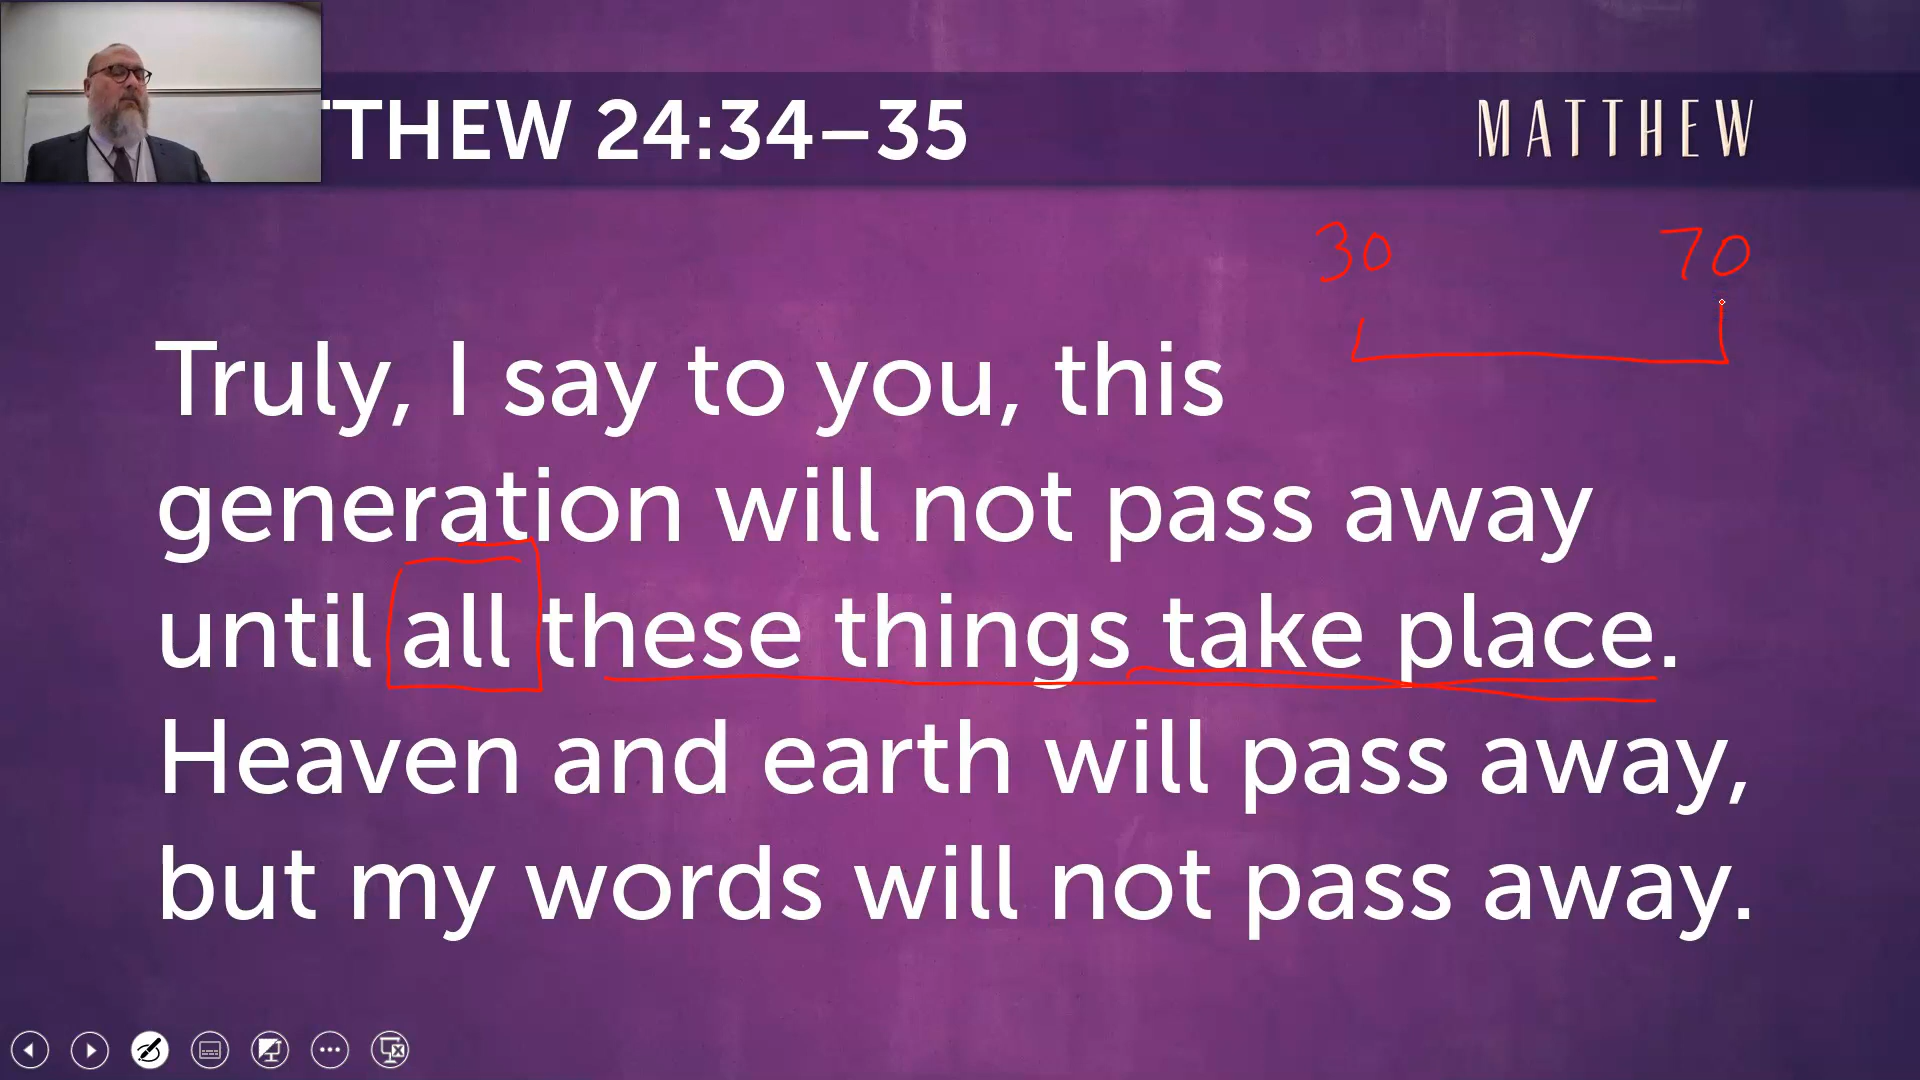 TTHEW 24:34–35
MATTHEW
30 70
Truly, I say to you, this
generation will not pass away
until all these things take place.
Heaven and earth will pass away,
but my words will not pass away.